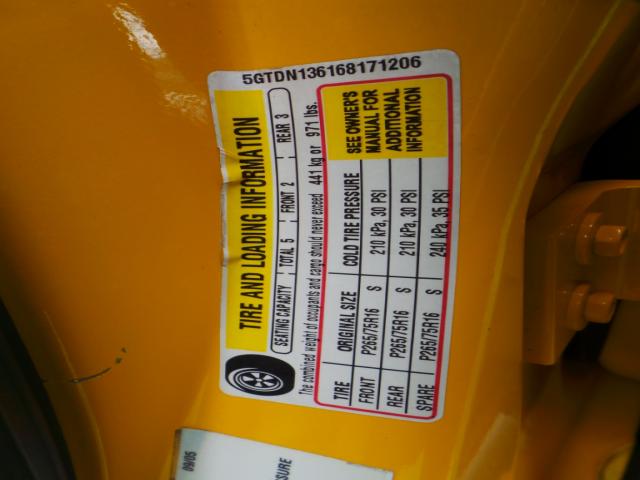 5GTDN136168171206
TIRE AND LOADING INFORMATION
SEATING CAPACITY TOTAL 5 FRONT 2 REAR 3
The combined weight of occupants and cargo should never exceed 441 kg or 971 lbs.
TIRE ORIGINAL SIZE COLD TIRE PRESSURE SEE OWNER'S MANUAL FOR ADDITIONAL INFORMATION
FRONT P265/75R16 S 210 kPa, 30 PSI
REAR P265/75R16 S 210 kPa, 30 PSI
SPARE P265/75R16 S 240 kPa, 35 PSI
09/05